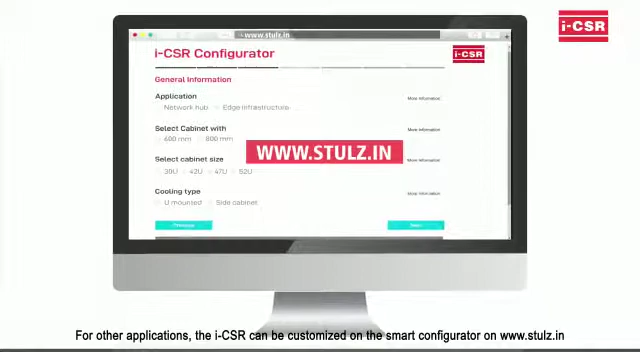 i-CSR
www.stulz.in
i-CSR Configurator
i-CSR
General Information
Application
More Information
Network hub
Edge Infrastructure
Select Cabinet with
More Information
600 mm
800 mm
WWW.STULZ.IN
Select cabinet size
More Information
42U
47U
52U
Cooling type
More Information
U mounted
Side cabinet
Previous
Next
For other applications, the i-CSR can be customized on the smart configurator on www.stulz.in